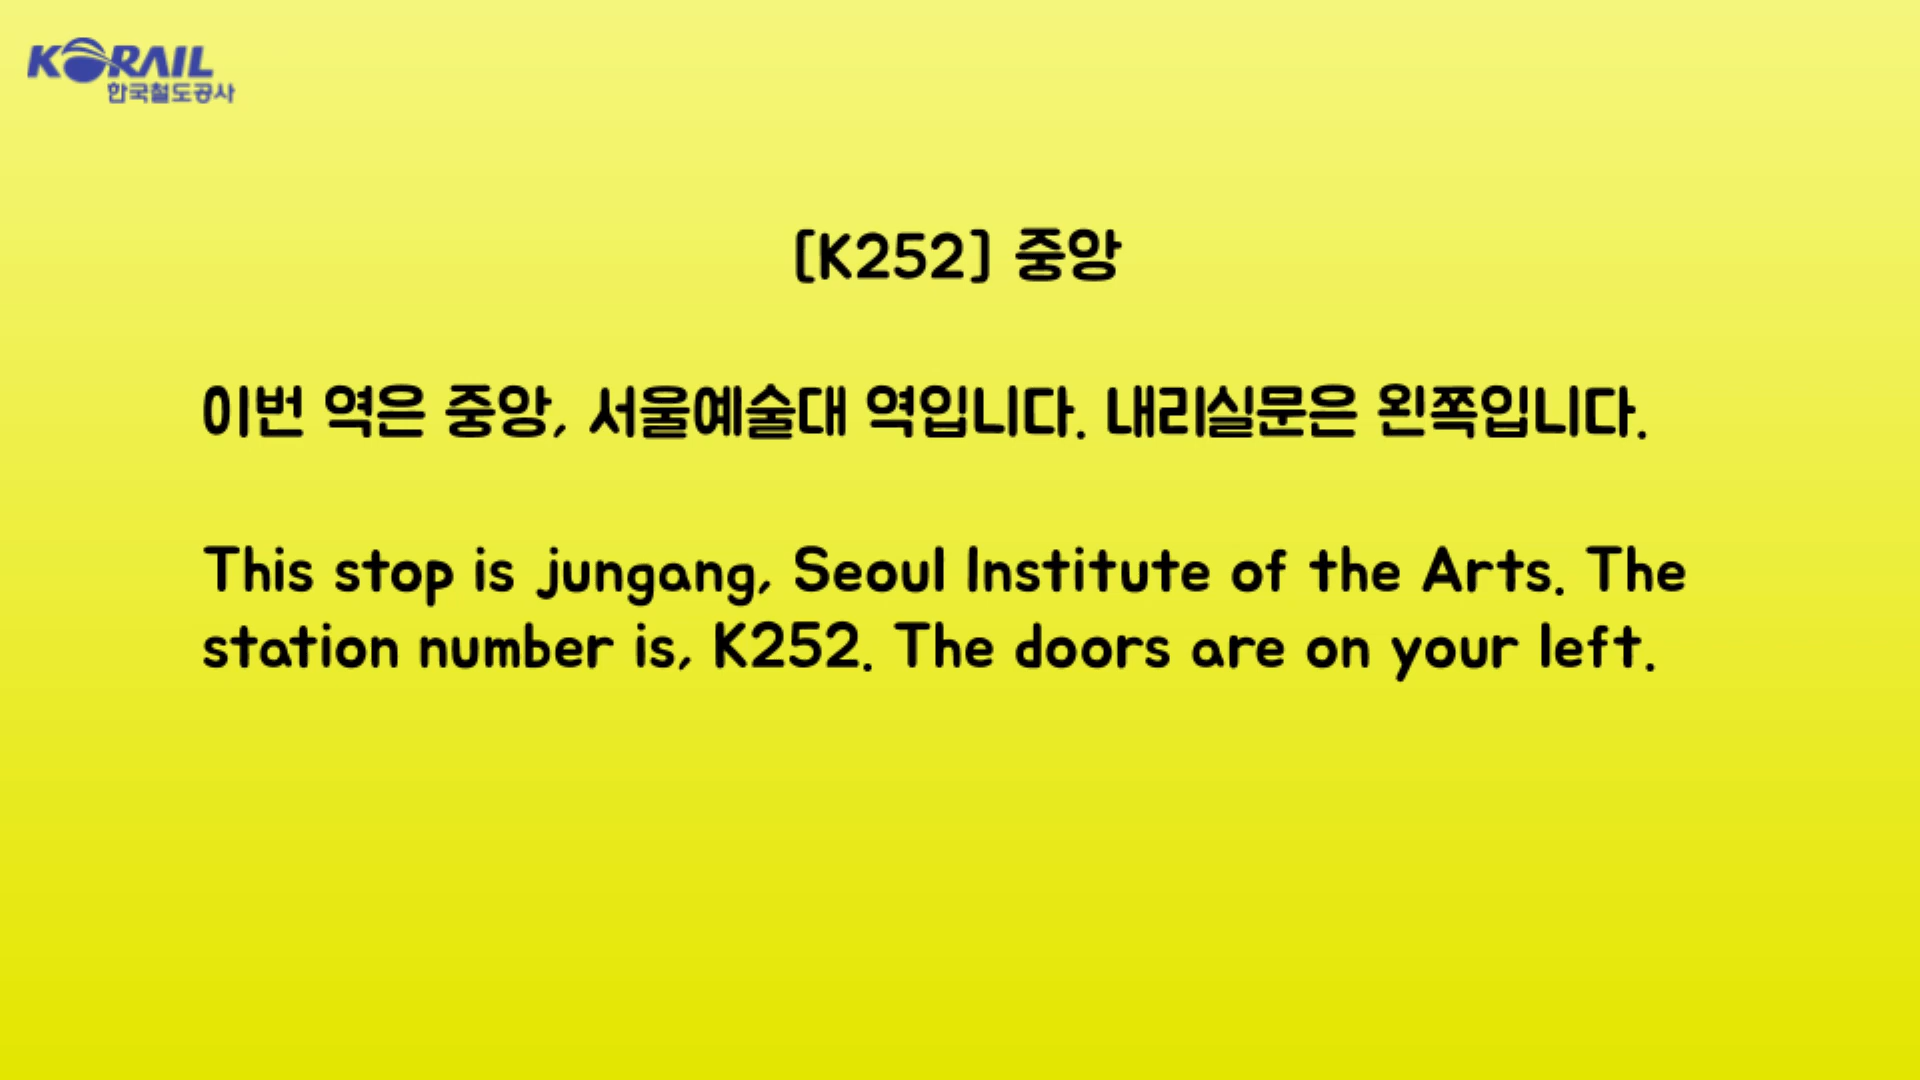 KORAIL
한국철도공사
[K252] 중앙
이번 역은 중앙, 서울예술대 역입니다. 내리실문은 왼쪽입니다.
This stop is jungang, Seoul Institute of the Arts. The
station number is, K252. The doors are on your left.